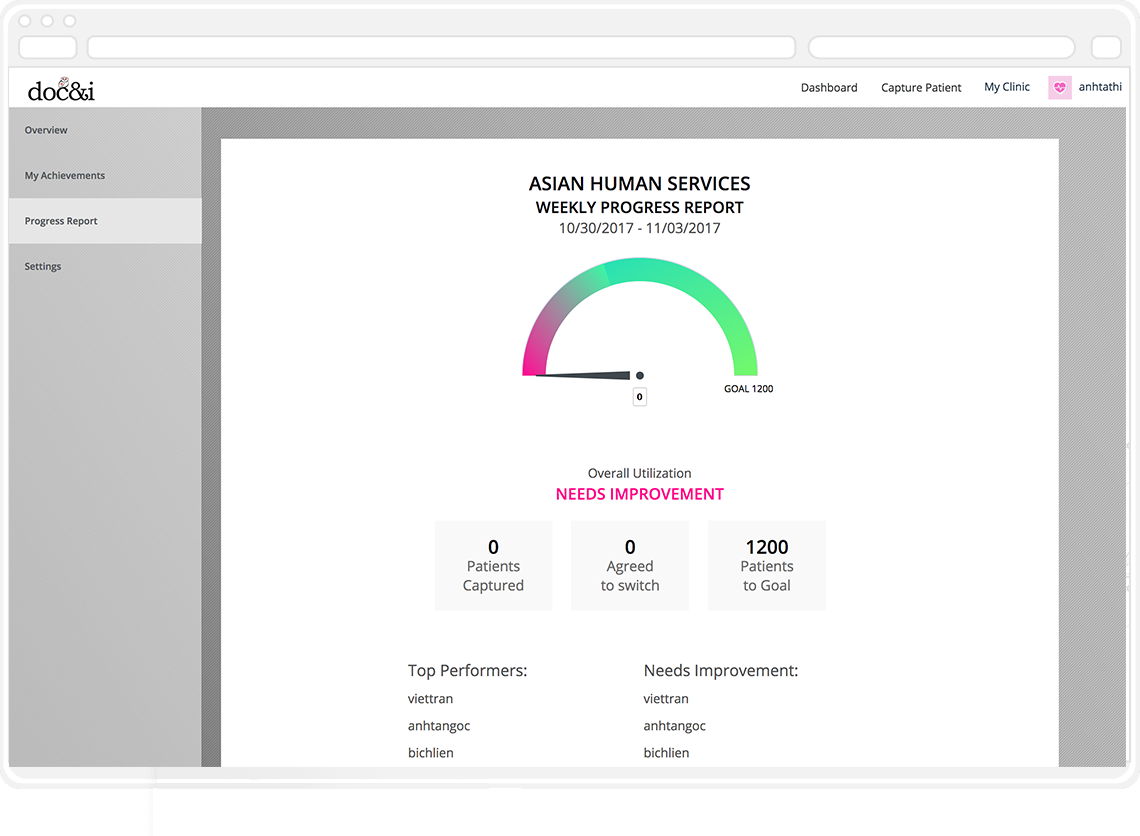 doc&i
Dashboard
Capture Patient
My Clinic
anhtathi
Overview
My Achievements
Progress Report
Settings
ASIAN HUMAN SERVICES
WEEKLY PROGRESS REPORT
10/30/2017 - 11/03/2017
GOAL 1200
0
Overall Utilization
NEEDS IMPROVEMENT
0
Patients
Captured
0
Agreed
to switch
1200
Patients
to Goal
Top Performers:
viettran
anhtangoc
bichlien
Needs Improvement:
viettran
anhtangoc
bichlien